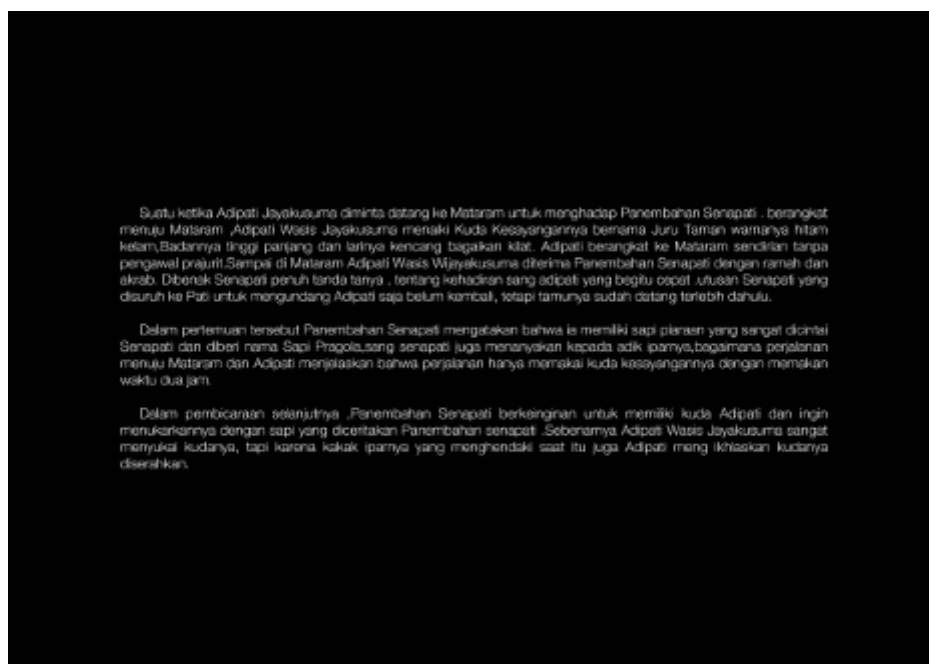 Suatu ketika Adipati Jayakusuma diminta datang ke Mataram untuk menghadap Panembahan Senapati . berangkat
menuju Mataram ,Adipati Wasis Jayakusuma menaiki Kuda Kesayangannya bernama Juru Taman warnanya hitam
kelam,Badannya tinggi panjang dan larinya kencang bagaikan kilat. Adipati berangkat ke Mataram sendirian tanpa
pengawal prajurit.Sampai di Mataram Adipati Wasis Wijayakusuma diterima Panembahan Senapati dengan ramah dan
akrab. Dibenak Senapati penuh tanda tanya , tentang kehadiran sang adipati yang begitu cepat .utusan Senapati yang
disuruh ke Pati untuk mengundang Adipati saja belum kembali, tetapi tamunya sudah datang terlebih dahulu.
Dalam pertemuan tersebut Panembahan Senapati mengatakan bahwa ia memiliki sapi piaraan yang sangat dicintai
Senapati dan diberi nama Sapi Pragola,sang senapati juga menanyakan kepada adik iparnya,bagaimana perjalanan
menuju Mataram dan Adipati menjelaskan bahwa perjalanan hanya memakai kuda kesayangannya dengan memakan
waktu dua jam.
Dalam pembicaraan selanjutnya ,Panembahan Senapati berkeinginan untuk memiliki kuda Adipati dan ingin
menukarkannya dengan sapi yang diceritakan Panembahan senapati .Sebenarnya Adipati Wasis Jayakusuma sangat
menyukai kudanya, tapi karena kakak iparnya yang menghendaki saat itu juga Adipati meng ikhlaskan kudanya
diserahkan.